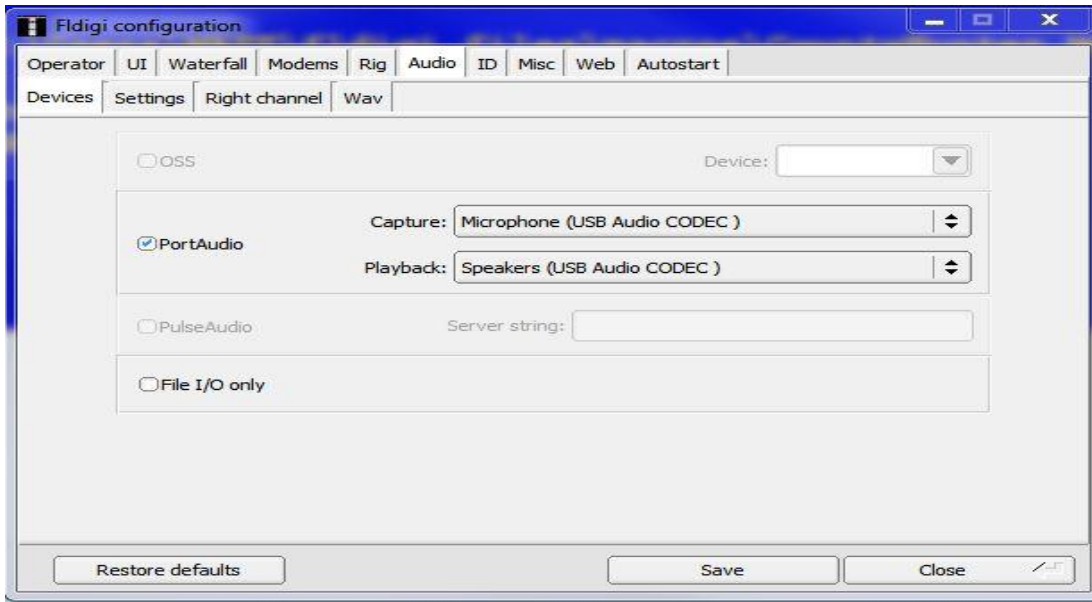 Fldigi configuration
Operator UI Waterfall Modems Rig Audio ID Misc Web Autostart
Devices Settings Right channel Wav
OSS Device:
Capture: Microphone (USB Audio CODEC )
PortAudio
Playback: Speakers (USB Audio CODEC )
PulseAudio Server string:
File I/O only
Restore defaults Save Close